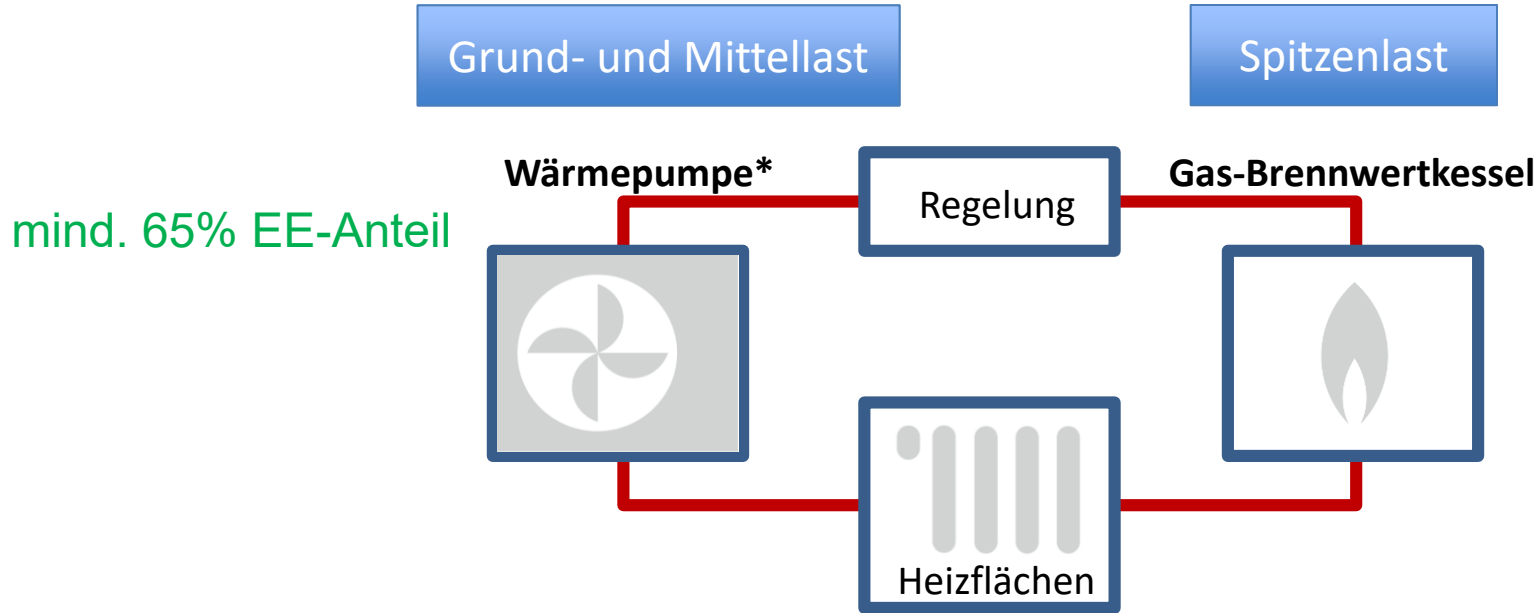 Grund- und Mittellast
Spitzenlast
Wärmepumpe*
Regelung
Gas-Brennwertkessel
mind. 65% EE-Anteil
Heizflächen